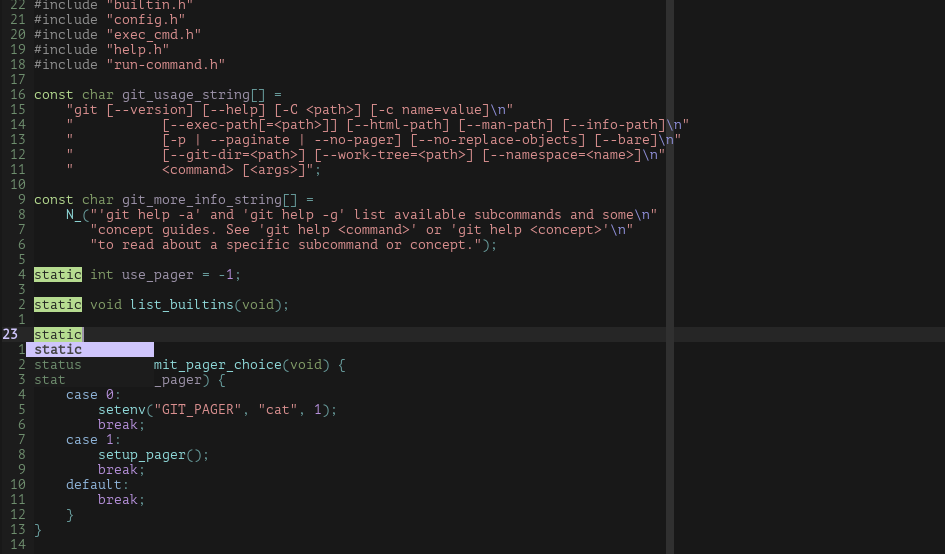 22 #include "builtin.h"
21 #include "config.h"
20 #include "exec_cmd.h"
19 #include "help.h"
18 #include "run-command.h"
17
16 const char git_usage_string[] =
15     "git [--version] [--help] [-C <path>] [-c name=value]\n"
14     "           [--exec-path[=<path>]] [--html-path] [--man-path] [--info-path]\n"
13     "           [-p | --paginate | --no-pager] [--no-replace-objects] [--bare]\n"
12     "           [--git-dir=<path>] [--work-tree=<path>] [--namespace=<name>]\n"
11     "           <command> [<args>]";
10
9 const char git_more_info_string[] =
8     N_("'git help -a' and 'git help -g' list available subcommands and some\n"
7        "concept guides. See 'git help <command>' or 'git help <concept>'\n"
6        "to read about a specific subcommand or concept.");
5
4 static int use_pager = -1;
3
2 static void list_builtins(void);
1
23 static
1 static
2 status         mit_pager_choice(void) {
3 stat           _pager) {
4     case 0:
5         setenv("GIT_PAGER", "cat", 1);
6         break;
7     case 1:
8         setup_pager();
9         break;
10     default:
11         break;
12     }
13 }
14